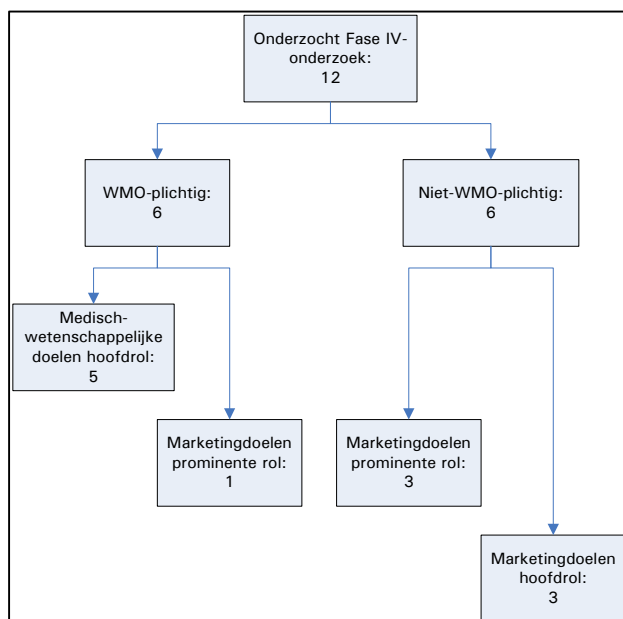 Onderzocht Fase IV-
onderzoek:
12
WMO-plichtig:
6
Niet-WMO-plichtig:
6
Medisch-
wetenschappelijke
doelen hoofdrol:
5
Marketingdoelen
prominente rol:
1
Marketingdoelen
prominente rol:
3
Marketingdoelen
hoofdrol:
3